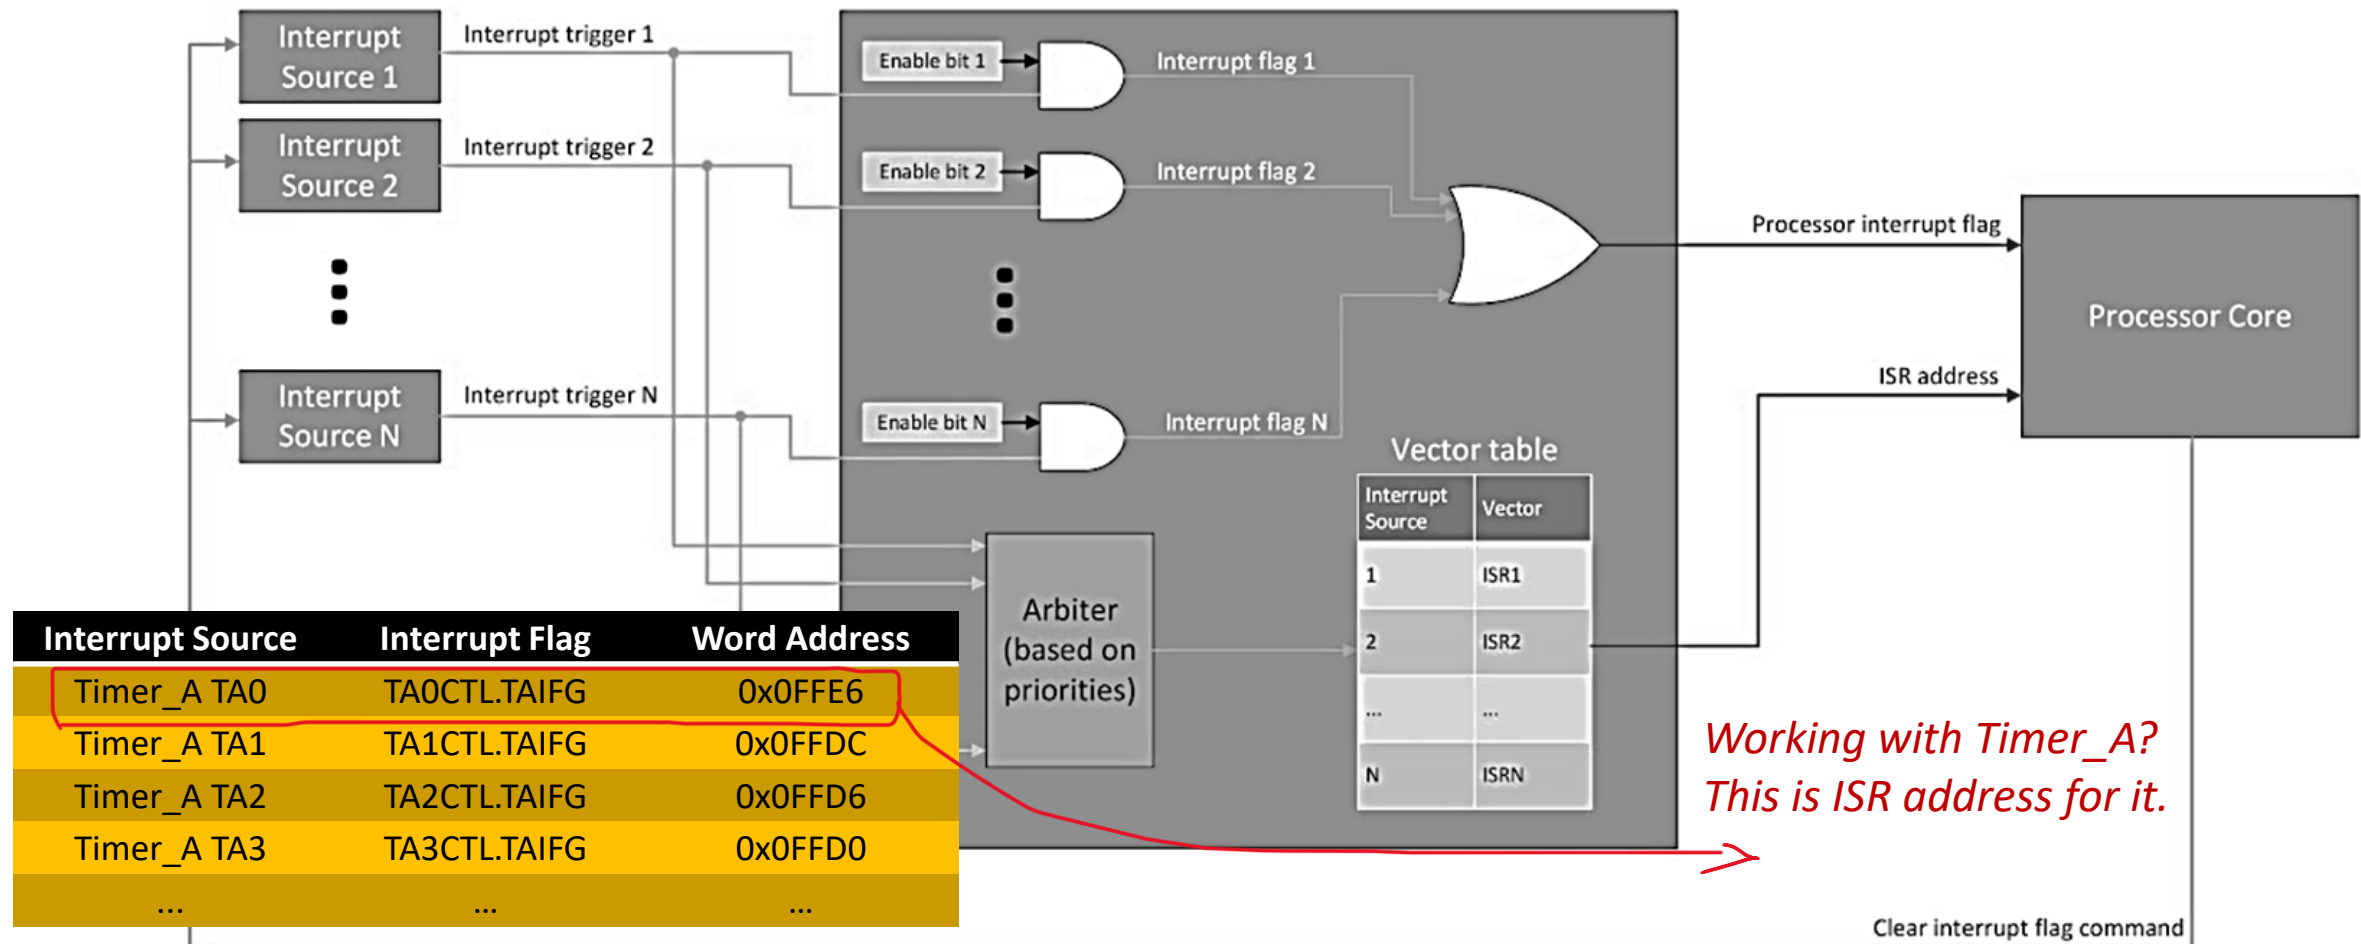 Interrupt
Source 1
Interrupt trigger 1
Enable bit 1
Interrupt flag 1
Interrupt
Source 2
Interrupt trigger 2
Enable bit 2
Interrupt flag 2
Processor interrupt flag
Processor Core
ISR address
Interrupt
Source N
Interrupt trigger N
Enable bit N
Interrupt flag N
Vector table
Interrupt
Source
Vector
1 ISR1
2 ISR2
... ...
N ISRN
Arbiter
(based on
priorities)
Interrupt Source Interrupt Flag Word Address
Timer_A TA0 TA0CTL.TAIFG 0x0FFE6
Timer_A TA1 TA1CTL.TAIFG 0x0FFDC
Timer_A TA2 TA2CTL.TAIFG 0x0FFD6
Timer_A TA3 TA3CTL.TAIFG 0x0FFD0
... ... ...
Working with Timer_A?
This is ISR address for it.
Clear interrupt flag command